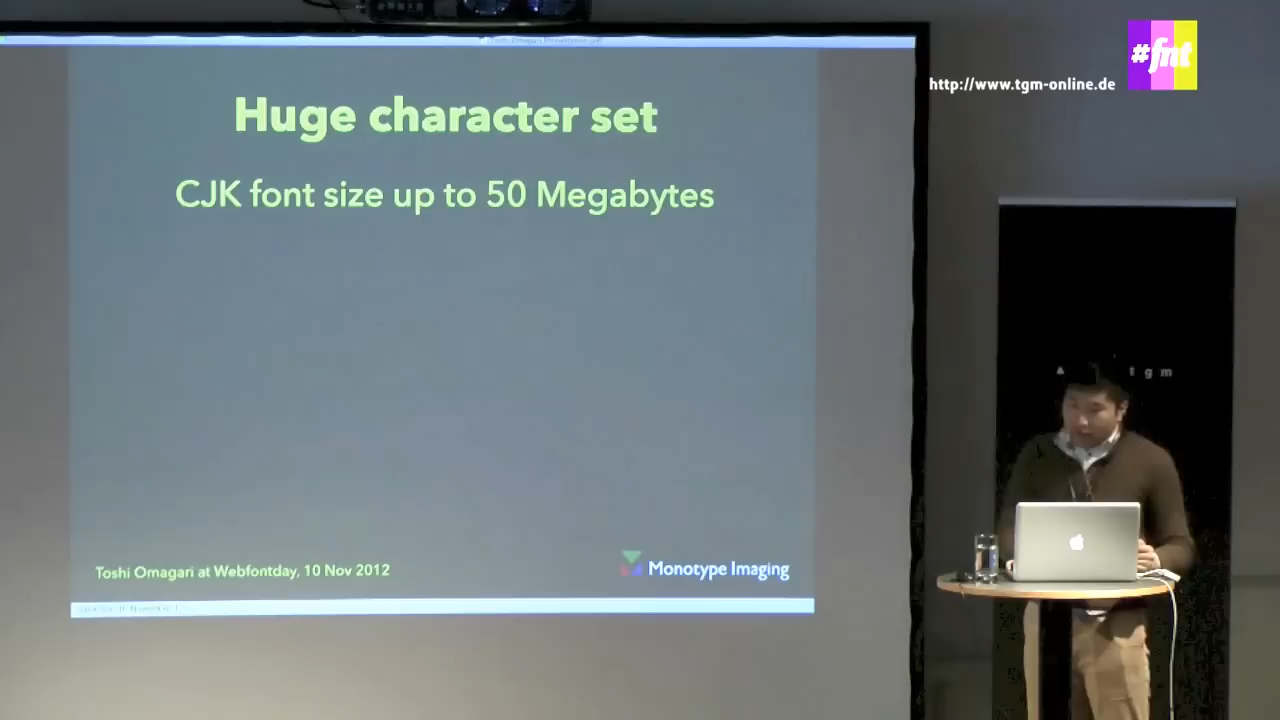 #fnt
http://www.tgm-online.de
Huge character set
CJK font size up to 50 Megabytes
tgm
Toshi Omagari at Webfontday, 10 Nov 2012
Monotype Imaging